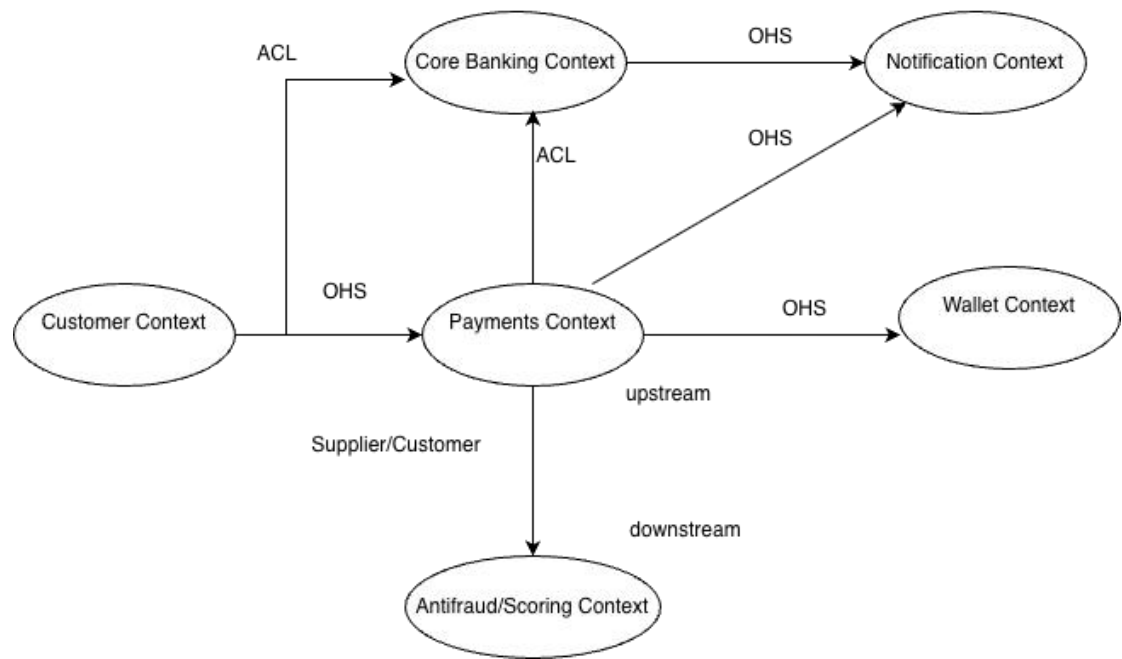 OHS
ACL
Core Banking Context
Notification Context
OHS
ACL
OHS
Customer Context
Payments Context
OHS
Wallet Context
upstream
Supplier/Customer
downstream
Antifraud/Scoring Context